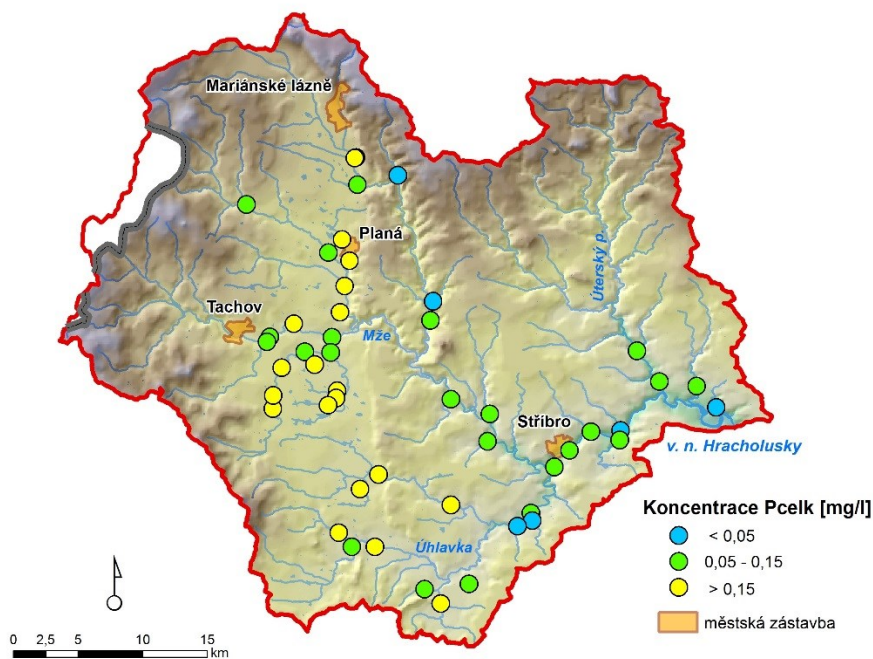 Mariánské lázně
Planá
Tachov
Mže
Úterský p.
Stříbro
v. n. Hracholusky
Úhlavka
Koncentrace Pcelk [mg/l]
< 0,05
0,05 - 0,15
> 0,15
městská zástavba
0 2,5 5 10 15
km